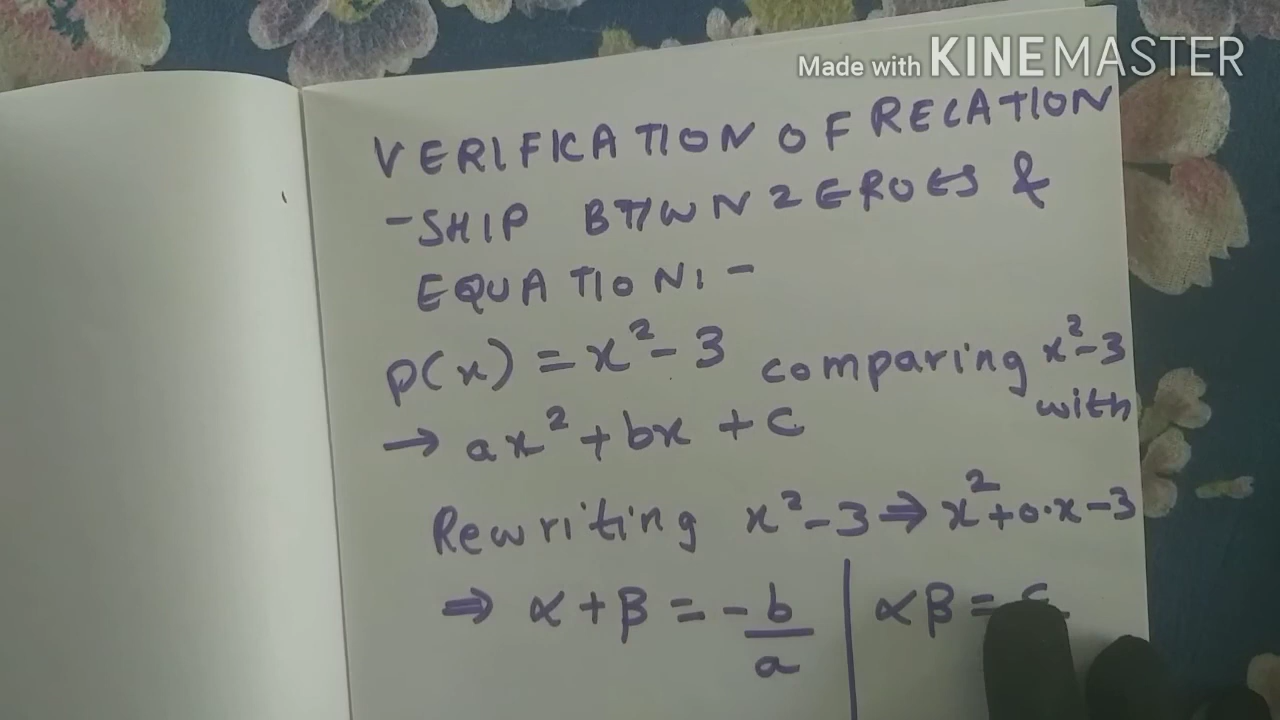 Made with KINEMASTER
VERIFICATION OF RELATION
-SHIP BTWN ZEROES &
EQUATION: -
p(x) = x² - 3 comparing x² - 3
with
→ ax² + bx + c
Rewriting x² - 3 ⇒ x² + 0·x - 3
⇒ α + β = -b/a | αβ =